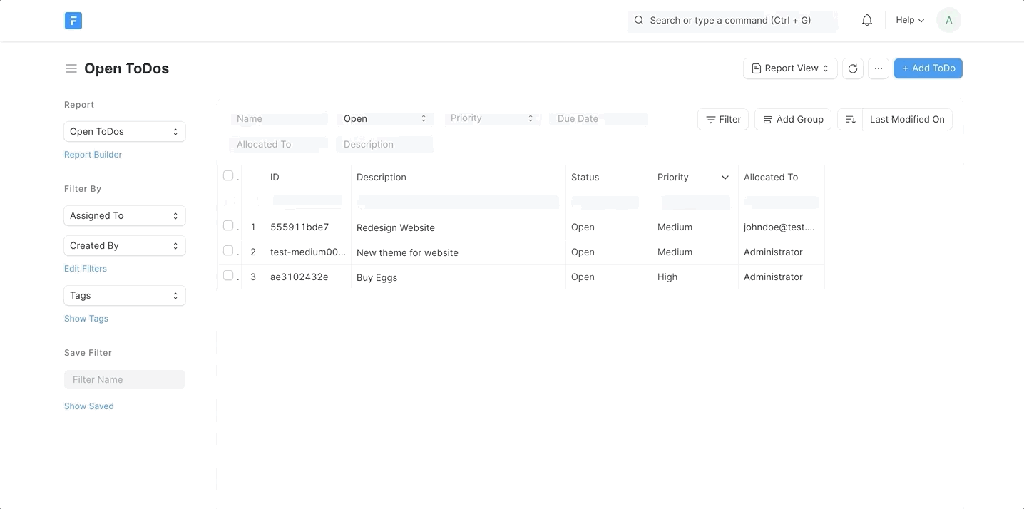 F
Search or type a command (Ctrl + G)
Help
A
Open ToDos
Report View
...
+ Add ToDo
Report
Open ToDos
Report Builder
Filter By
Assigned To
Created By
Edit Filters
Tags
Show Tags
Save Filter
Filter Name
Show Saved
Name
Open
Priority
Due Date
Filter
Add Group
Last Modified On
Allocated To
Description
ID Description Status Priority Allocated To
1 555911bde7 Redesign Website Open Medium johndoe@test....
2 test-medium00... New theme for website Open Medium Administrator
3 ae3102432e Buy Eggs Open High Administrator